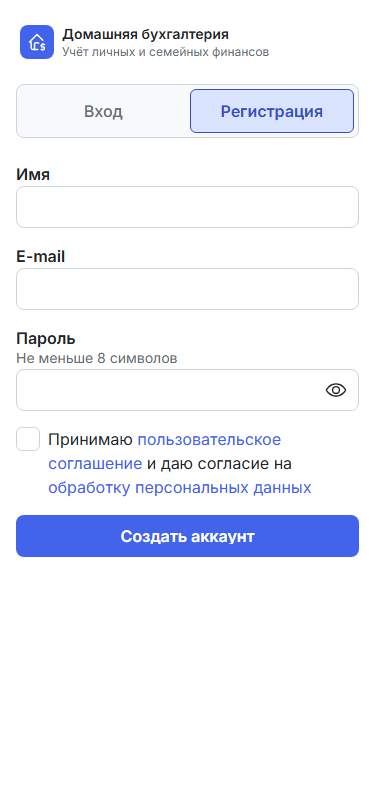 Домашняя бухгалтерия
Учёт личных и семейных финансов
Вход
Регистрация
Имя
E-mail
Пароль
Не меньше 8 символов
Принимаю пользовательское
соглашение и даю согласие на
обработку персональных данных
Создать аккаунт